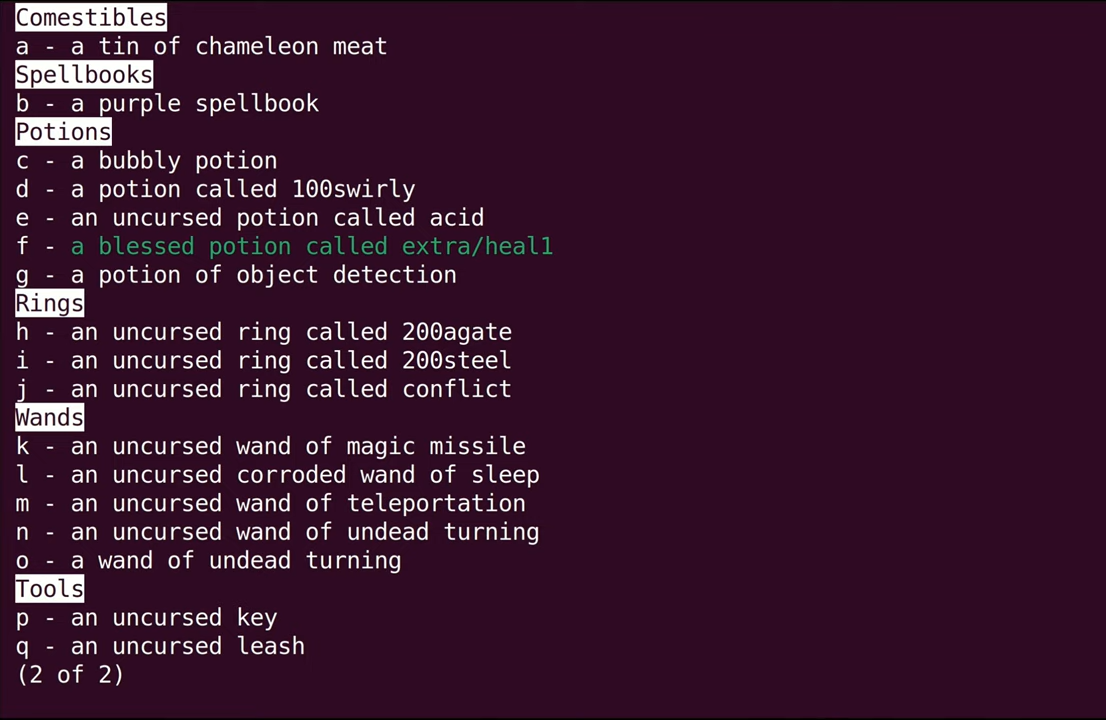 Comestibles
a - a tin of chameleon meat
Spellbooks
b - a purple spellbook
Potions
c - a bubbly potion
d - a potion called 100swirly
e - an uncursed potion called acid
f - a blessed potion called extra/heal1
g - a potion of object detection
Rings
h - an uncursed ring called 200agate
i - an uncursed ring called 200steel
j - an uncursed ring called conflict
Wands
k - an uncursed wand of magic missile
l - an uncursed corroded wand of sleep
m - an uncursed wand of teleportation
n - an uncursed wand of undead turning
o - a wand of undead turning
Tools
p - an uncursed key
q - an uncursed leash
(2 of 2)